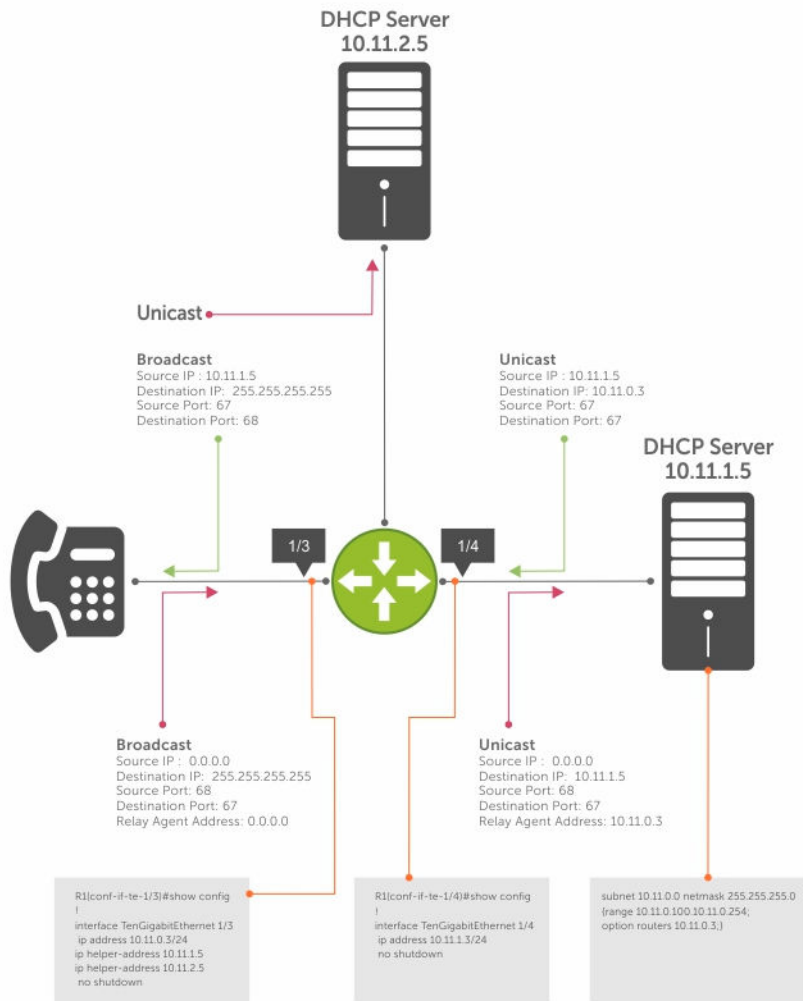 DHCP Server
10.11.2.5
Unicast
Broadcast
Source IP : 10.11.1.5
Destination IP: 255.255.255.255
Source Port: 67
Destination Port: 68
Unicast
Source IP : 10.11.1.5
Destination IP: 10.11.0.3
Source Port: 67
Destination Port: 67
DHCP Server
10.11.1.5
1/3
1/4
Broadcast
Source IP : 0.0.0.0
Destination IP: 255.255.255.255
Source Port: 68
Destination Port: 67
Relay Agent Address: 0.0.0.0
Unicast
Source IP : 0.0.0.0
Destination IP: 10.11.1.5
Source Port: 68
Destination Port: 67
Relay Agent Address: 10.11.0.3
R1(conf-if-te-1/3)#show config
!
interface TenGigabitEthernet 1/3
ip address 10.11.0.3/24
ip helper-address 10.11.1.5
ip helper-address 10.11.2.5
no shutdown
R1(conf-if-te-1/4)#show config
!
interface TenGigabitEthernet 1/4
ip address 10.11.1.3/24
no shutdown
subnet 10.11.0.0 netmask 255.255.255.0
{range 10.11.0.100.10.11.0.254;
option routers 10.11.0.3;}